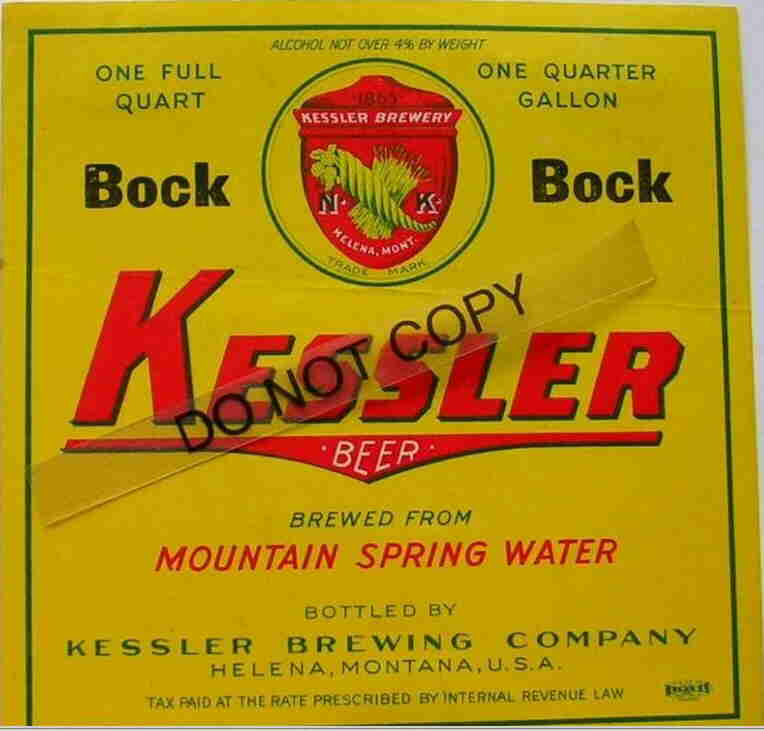 ALCOHOL NOT OVER 4% BY WEIGHT
ONE FULL
QUART
ONE QUARTER
GALLON
1865
KESSLER BREWERY
N. K.
HELENA, MONT.
TRADE MARK
Bock
Bock
KESSLER
DO NOT COPY
·BEER·
BREWED FROM
MOUNTAIN SPRING WATER
BOTTLED BY
KESSLER BREWING COMPANY
HELENA, MONTANA, U.S.A.
TAX PAID AT THE RATE PRESCRIBED BY INTERNAL REVENUE LAW